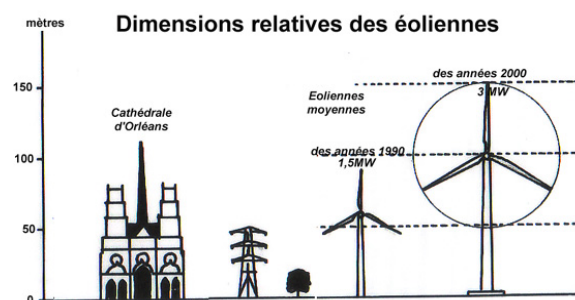 mètres
Dimensions relatives des éoliennes
150
100
50
0
Cathédrale
d'Orléans
Eoliennes
moyennes
des années 1990
1,5MW
des années 2000
3 MW